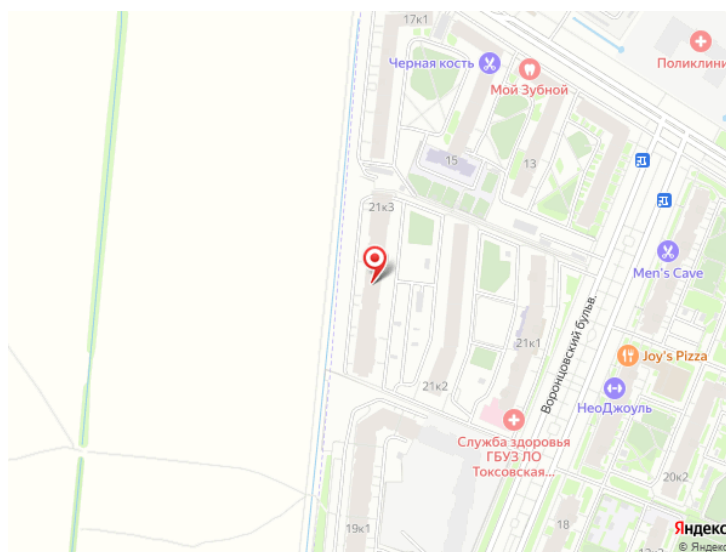 17к1
Черная кость
Мой Зубной
Поликлини
15
13
21к3
Men's Cave
Воронцовский бульв.
21к1
Joy's Pizza
21к2
НеоДжоуль
Служба здоровья
ГБУЗ ЛО
Токсовская...
20к2
19к1
18
Яндекс
© Яндекс